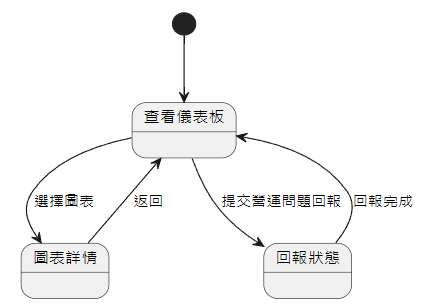 查看儀表板
選擇圖表
返回
提交營運問題回報
回報完成
圖表詳情
回報狀態